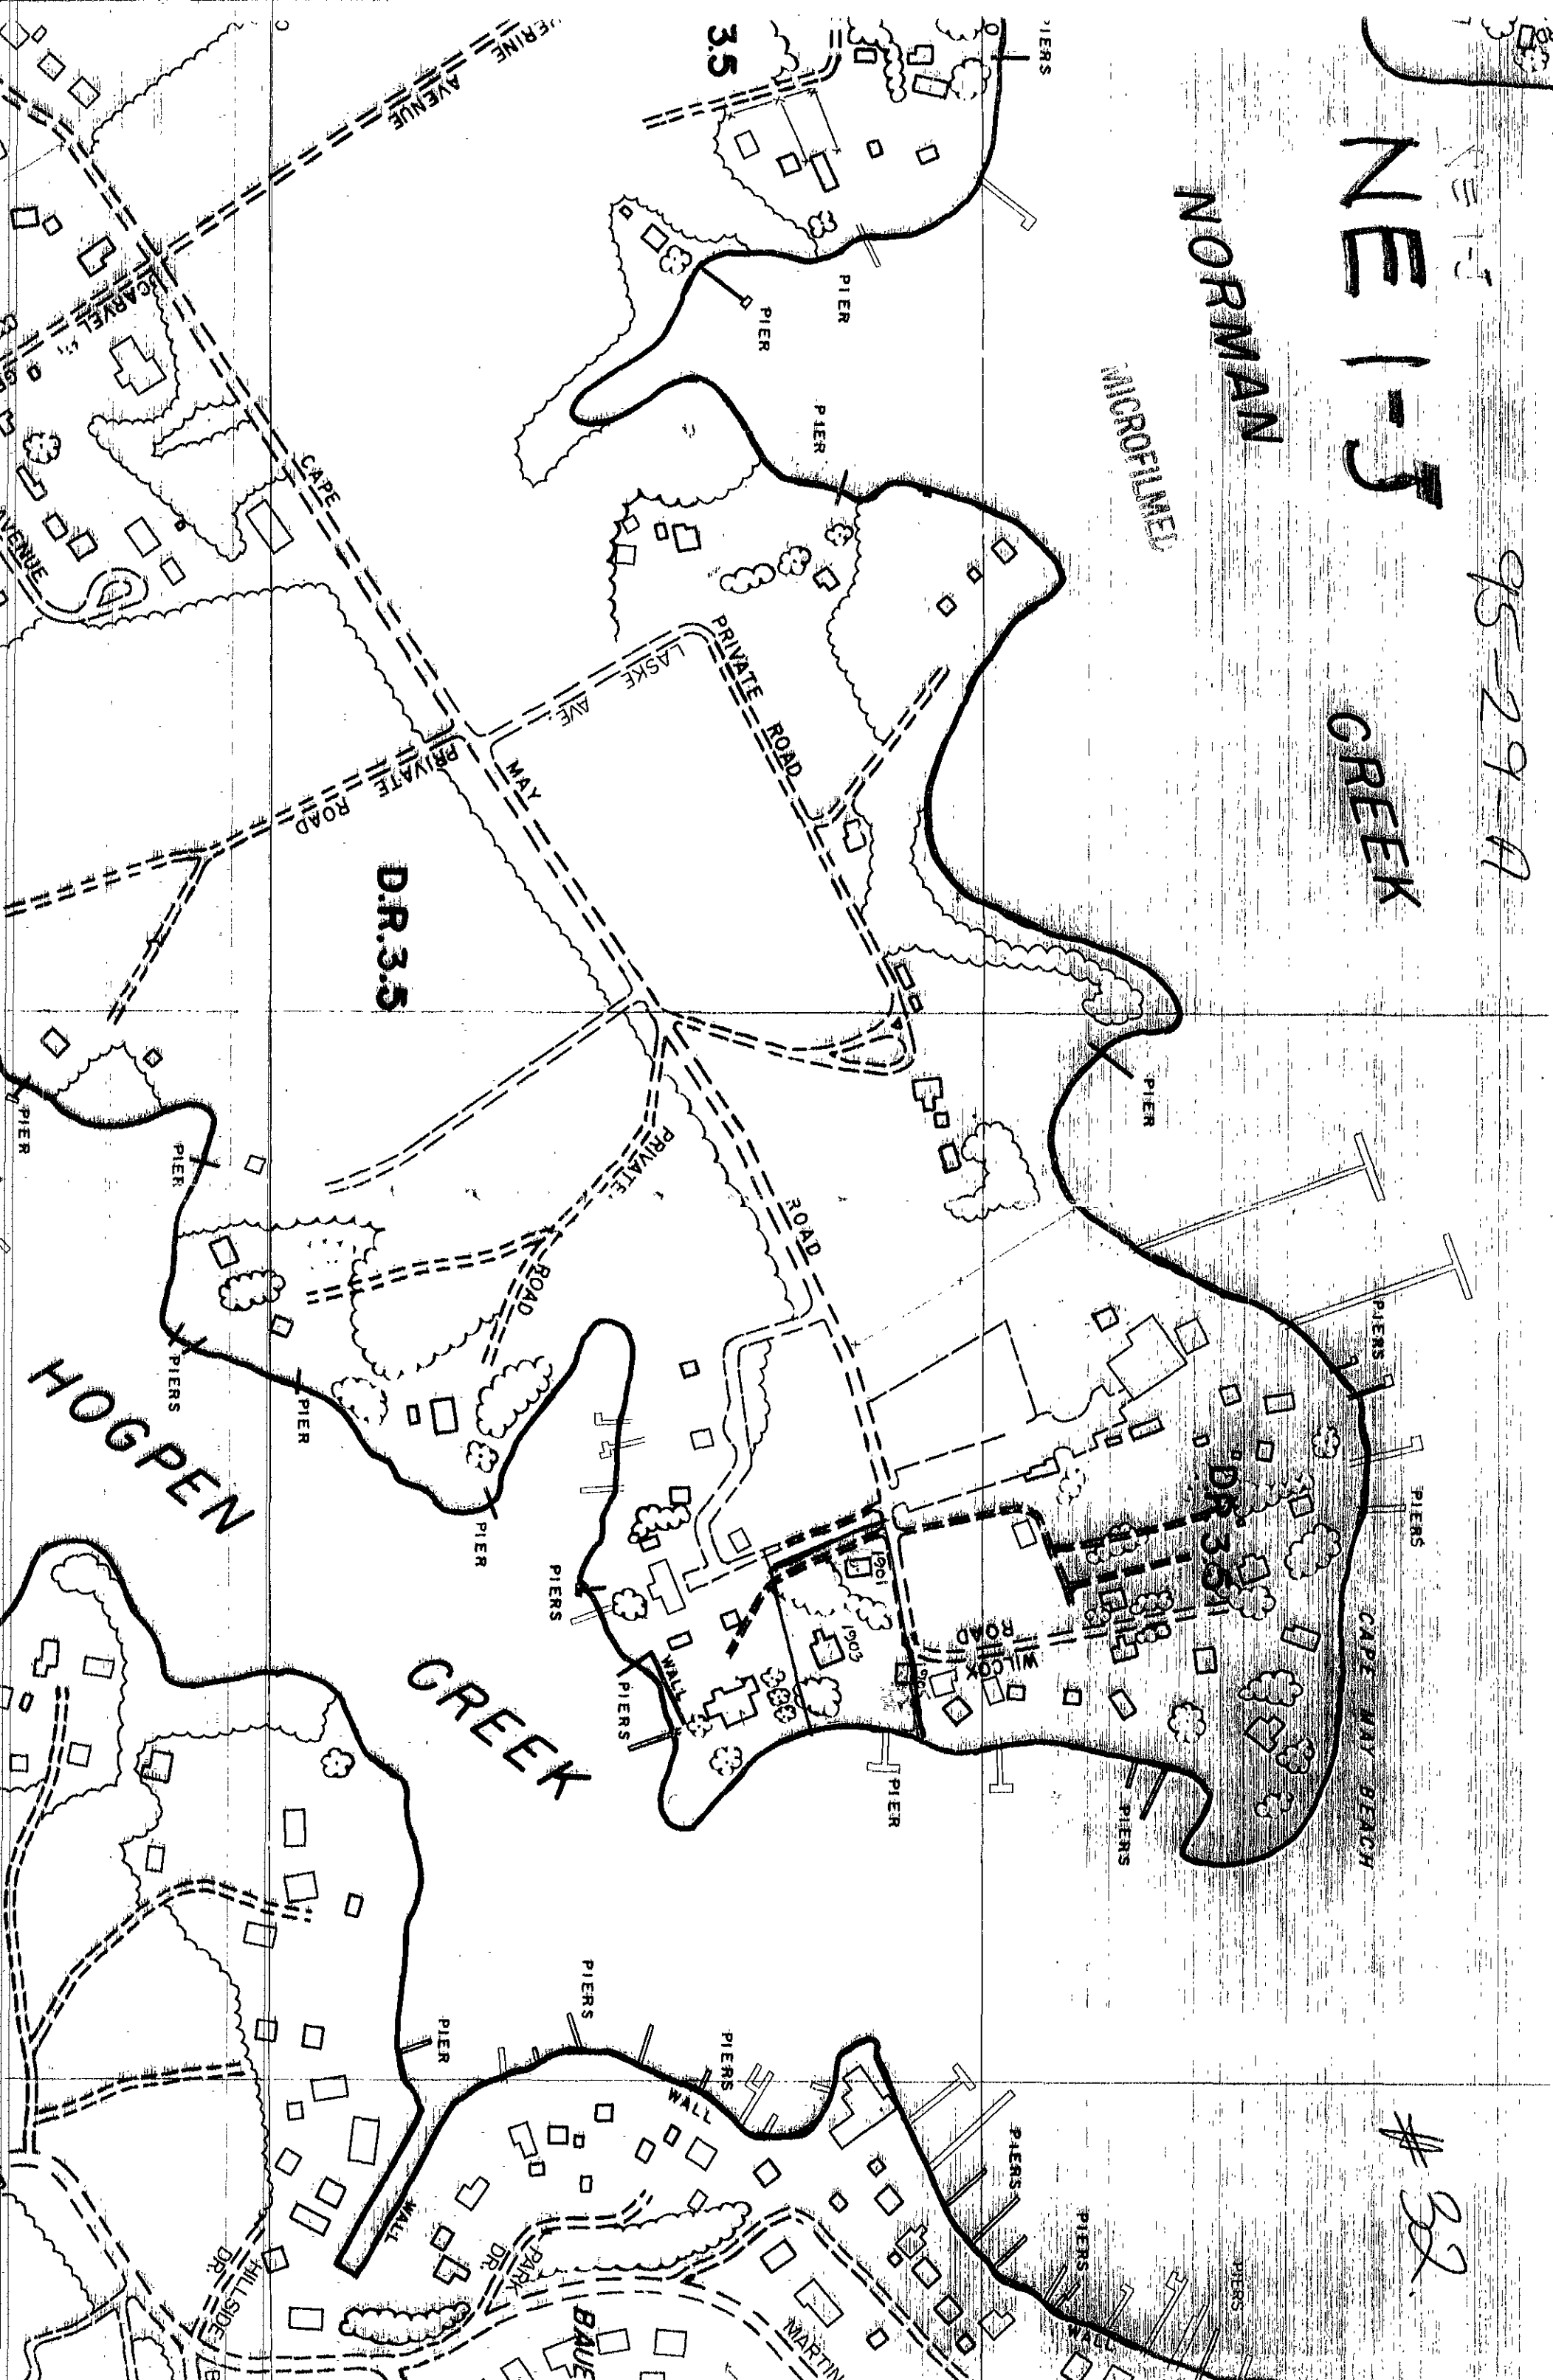 NE 1-J
95-29-A
#32
NORMAN
CREEK
MICROFILMED
PIERS
3.5
AVENUE
PIER
PIER
PIER
CARVEL
AVENUE
CAPE
MAY
ROAD
LASKE
AVE.
PRIVATE
ROAD
PRIVATE
ROAD
D.R.3.5
PIER
PRIVATE
ROAD
PIER
PIER
PIERS
PIER
PIER
HOGPEN
CREEK
PIERS
PIERS
CAPE MAY BEACH
1901
1903
WILCOX
ROAD
PIERS
WALL
PIERS
PIER
PIERS
PIER
PIERS
PIERS
WALL
PIERS
PIERS
PIERS
WALL
WALL
PARK
DR.
HILLSIDE
DR.
MARTIN